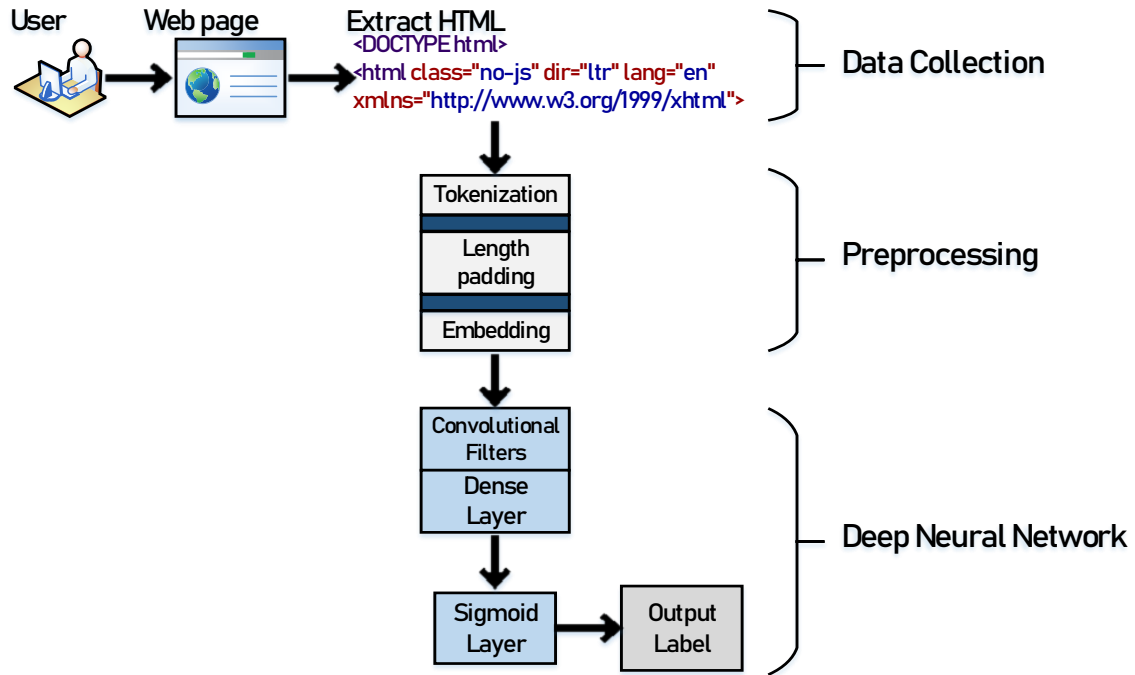 User
Web page
Extract HTML
<DOCTYPE html>
<html class="no-js" dir="ltr" lang="en"
xmlns="http://www.w3.org/1999/xhtml">
Data Collection
Tokenization
Length
padding
Embedding
Preprocessing
Convolutional
Filters
Dense
Layer
Sigmoid
Layer
Output
Label
Deep Neural Network